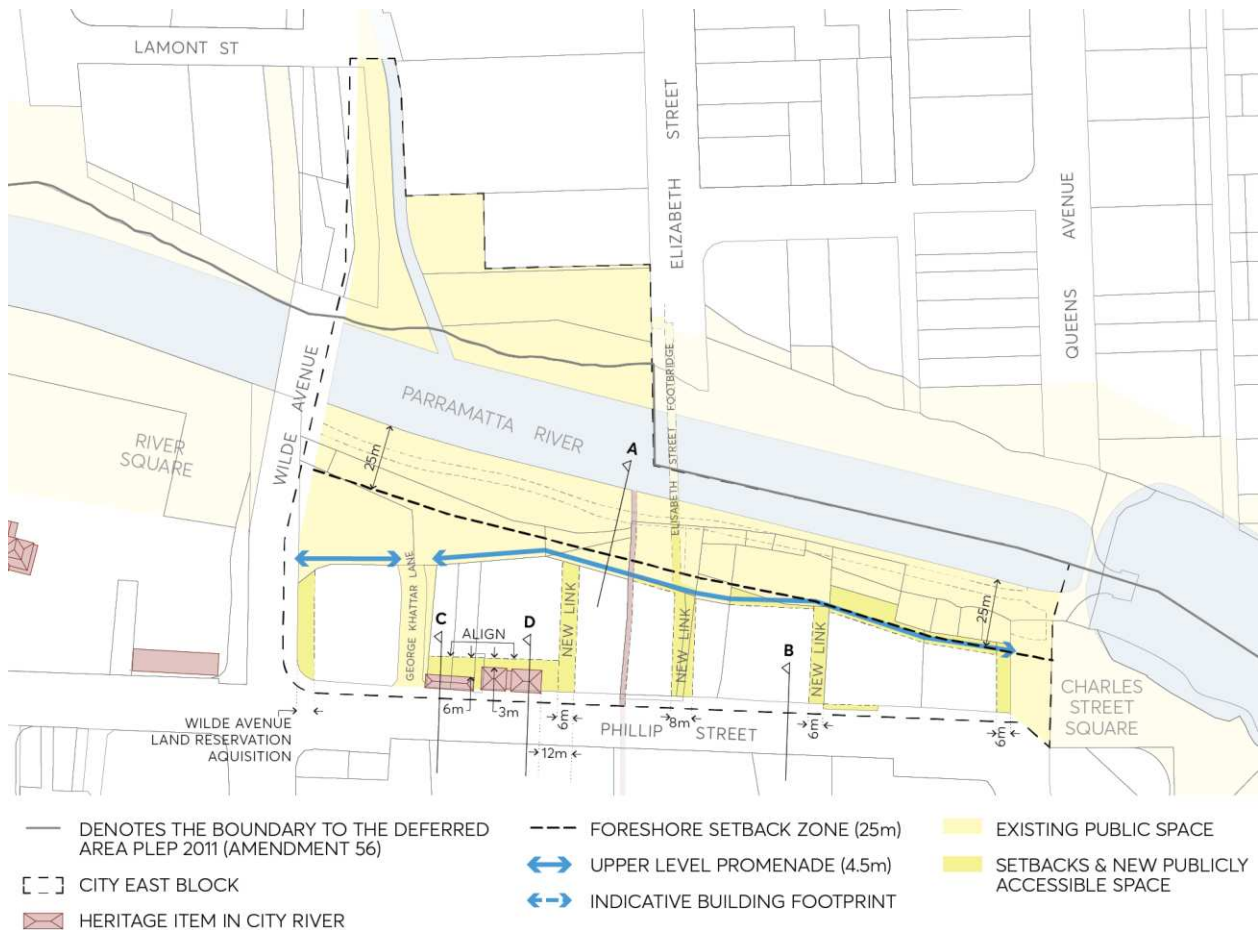 LAMONT ST
ELIZABETH STREET
QUEENS AVENUE
WILDE AVENUE
PARRAMATTA RIVER
ELISABETH STREET FOOTBRIDGE
RIVER
SQUARE
25m
A
GEORGE KHATTAR LANE
C
ALIGN
D
NEW LINK
NEW LINK
NEW LINK
B
25m
6m
3m
6m
8m
6m
6m
12m
PHILLIP STREET
CHARLES
STREET
SQUARE
WILDE AVENUE
LAND RESERVATION
AQUISITION
DENOTES THE BOUNDARY TO THE DEFERRED
AREA PLEP 2011 (AMENDMENT 56)
CITY EAST BLOCK
HERITAGE ITEM IN CITY RIVER
FORESHORE SETBACK ZONE (25m)
UPPER LEVEL PROMENADE (4.5m)
INDICATIVE BUILDING FOOTPRINT
EXISTING PUBLIC SPACE
SETBACKS & NEW PUBLICLY
ACCESSIBLE SPACE